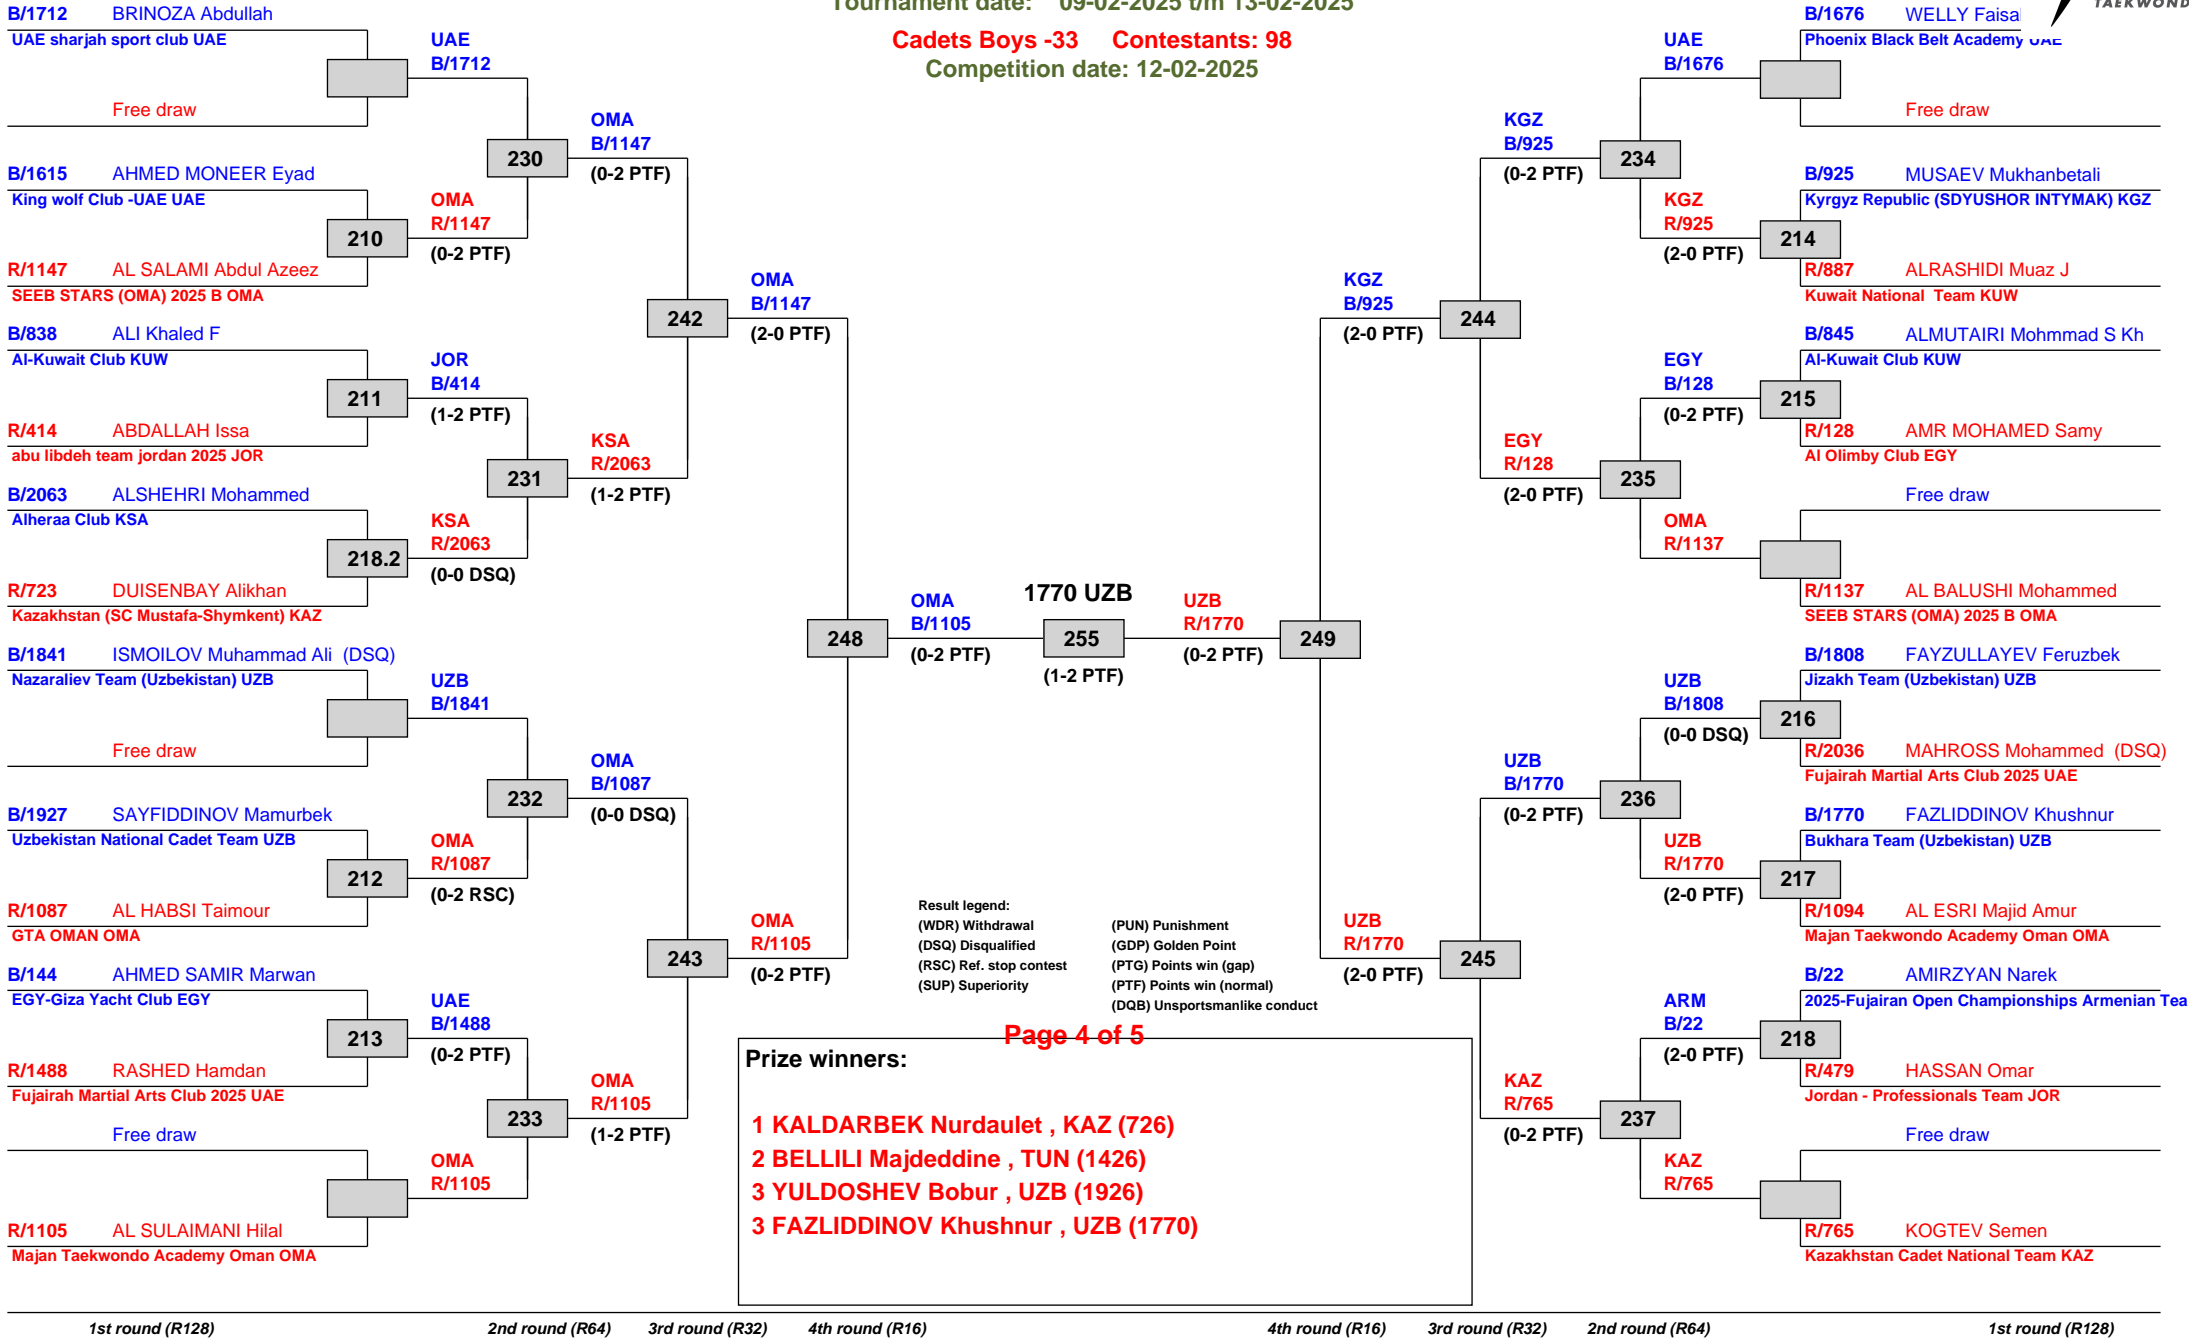 Tournament date: 09-02-2025 t/m 13-02-2025
Cadets Boys -33 Contestants: 98
Competition date: 12-02-2025
TAEKWOND
B/1712 BRINOZA Abdullah
UAE sharjah sport club UAE
Free draw
B/1615 AHMED MONEER Eyad
King wolf Club -UAE UAE
210
R/1147 AL SALAMI Abdul Azeez
SEEB STARS (OMA) 2025 B OMA
B/838 ALI Khaled F
Al-Kuwait Club KUW
211
R/414 ABDALLAH Issa
abu libdeh team jordan 2025 JOR
B/2063 ALSHEHRI Mohammed
Alheraa Club KSA
218.2
R/723 DUISENBAY Alikhan
Kazakhstan (SC Mustafa-Shymkent) KAZ
B/1841 ISMOILOV Muhammad Ali (DSQ)
Nazaraliev Team (Uzbekistan) UZB
Free draw
B/1927 SAYFIDDINOV Mamurbek
Uzbekistan National Cadet Team UZB
212
R/1087 AL HABSI Taimour
GTA OMAN OMA
B/144 AHMED SAMIR Marwan
EGY-Giza Yacht Club EGY
213
R/1488 RASHED Hamdan
Fujairah Martial Arts Club 2025 UAE
Free draw
R/1105 AL SULAIMANI Hilal
Majan Taekwondo Academy Oman OMA
UAE
B/1712
230
OMA
R/1147
(0-2 PTF)
JOR
B/414
(1-2 PTF)
231
KSA
R/2063
(0-0 DSQ)
UZB
B/1841
232
OMA
R/1087
(0-2 RSC)
UAE
B/1488
(0-2 PTF)
233
OMA
R/1105
OMA
B/1147
(0-2 PTF)
242
KSA
R/2063
(1-2 PTF)
OMA
B/1087
(0-0 DSQ)
243
OMA
R/1105
(1-2 PTF)
OMA
B/1147
(2-0 PTF)
248
OMA
R/1105
(0-2 PTF)
OMA
B/1105
(0-2 PTF)
1770 UZB
255
(1-2 PTF)
UZB
R/1770
(0-2 PTF)
249
KGZ
B/925
(2-0 PTF)
UZB
R/1770
(2-0 PTF)
KGZ
B/925
(0-2 PTF)
244
EGY
R/128
(2-0 PTF)
UZB
B/1770
(0-2 PTF)
245
KAZ
R/765
(0-2 PTF)
UAE
B/1676
234
KGZ
R/925
(2-0 PTF)
EGY
B/128
(0-2 PTF)
235
OMA
R/1137
UZB
B/1808
(0-0 DSQ)
236
UZB
R/1770
(2-0 PTF)
ARM
B/22
(2-0 PTF)
237
KAZ
R/765
B/1676 WELLY Faisal
Phoenix Black Belt Academy UAE
Free draw
B/925 MUSAEV Mukhanbetali
Kyrgyz Republic (SDYUSHOR INTYMAK) KGZ
214
R/887 ALRASHIDI Muaz J
Kuwait National Team KUW
B/845 ALMUTAIRI Mohmmad S Kh
Al-Kuwait Club KUW
215
R/128 AMR MOHAMED Samy
Al Olimby Club EGY
Free draw
R/1137 AL BALUSHI Mohammed
SEEB STARS (OMA) 2025 B OMA
B/1808 FAYZULLAYEV Feruzbek
Jizakh Team (Uzbekistan) UZB
216
R/2036 MAHROSS Mohammed (DSQ)
Fujairah Martial Arts Club 2025 UAE
B/1770 FAZLIDDINOV Khushnur
Bukhara Team (Uzbekistan) UZB
217
R/1094 AL ESRI Majid Amur
Majan Taekwondo Academy Oman OMA
B/22 AMIRZYAN Narek
2025-Fujairan Open Championships Armenian Tea
218
R/479 HASSAN Omar
Jordan - Professionals Team JOR
Free draw
R/765 KOGTEV Semen
Kazakhstan Cadet National Team KAZ
Result legend:
(WDR) Withdrawal (PUN) Punishment
(DSQ) Disqualified (GDP) Golden Point
(RSC) Ref. stop contest (PTG) Points win (gap)
(SUP) Superiority (PTF) Points win (normal)
(DQB) Unsportsmanlike conduct
Page 4 of 5
Prize winners:
1 KALDARBEK Nurdaulet , KAZ (726)
2 BELLILI Majdeddine , TUN (1426)
3 YULDOSHEV Bobur , UZB (1926)
3 FAZLIDDINOV Khushnur , UZB (1770)
1st round (R128) 2nd round (R64) 3rd round (R32) 4th round (R16) 4th round (R16) 3rd round (R32) 2nd round (R64) 1st round (R128)